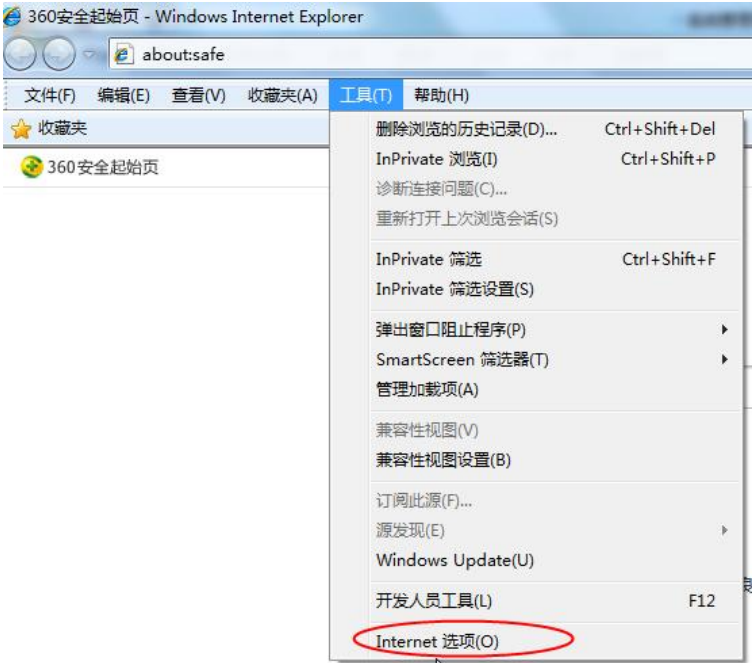 360安全起始页 - Windows Internet Explorer
about:safe
文件(F) 编辑(E) 查看(V) 收藏夹(A) 工具(T) 帮助(H)
收藏夹
360安全起始页
删除浏览的历史记录(D)... Ctrl+Shift+Del
InPrivate 浏览(I) Ctrl+Shift+P
诊断连接问题(C)...
重新打开上次浏览会话(S)
InPrivate 筛选 Ctrl+Shift+F
InPrivate 筛选设置(S)
弹出窗口阻止程序(P)
SmartScreen 筛选器(T)
管理加载项(A)
兼容性视图(V)
兼容性视图设置(B)
订阅此源(F)...
源发现(E)
Windows Update(U)
开发人员工具(L) F12
Internet 选项(O)